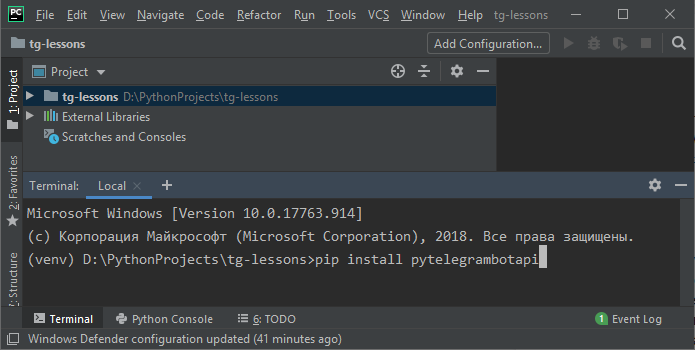 PC File Edit View Navigate Code Refactor Run Tools VCS Window Help tg-lessons
tg-lessons Add Configuration...
1: Project
Project
tg-lessons D:\PythonProjects\tg-lessons
External Libraries
Scratches and Consoles
2: Favorites
Terminal: Local
Microsoft Windows [Version 10.0.17763.914]
(c) Корпорация Майкрософт (Microsoft Corporation), 2018. Все права защищены.
(venv) D:\PythonProjects\tg-lessons>pip install pytelegrambotapi
Structure
Terminal Python Console 6: TODO 1 Event Log
Windows Defender configuration updated (41 minutes ago)